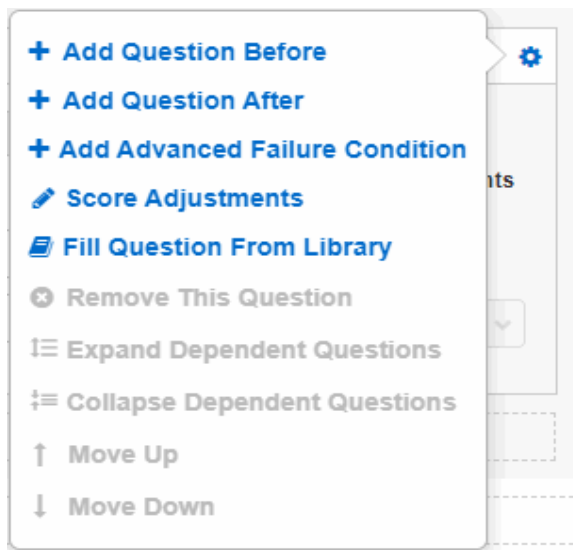 Add Question Before
Add Question After
Add Advanced Failure Condition
Score Adjustments
Fill Question From Library
Remove This Question
Expand Dependent Questions
Collapse Dependent Questions
Move Up
Move Down